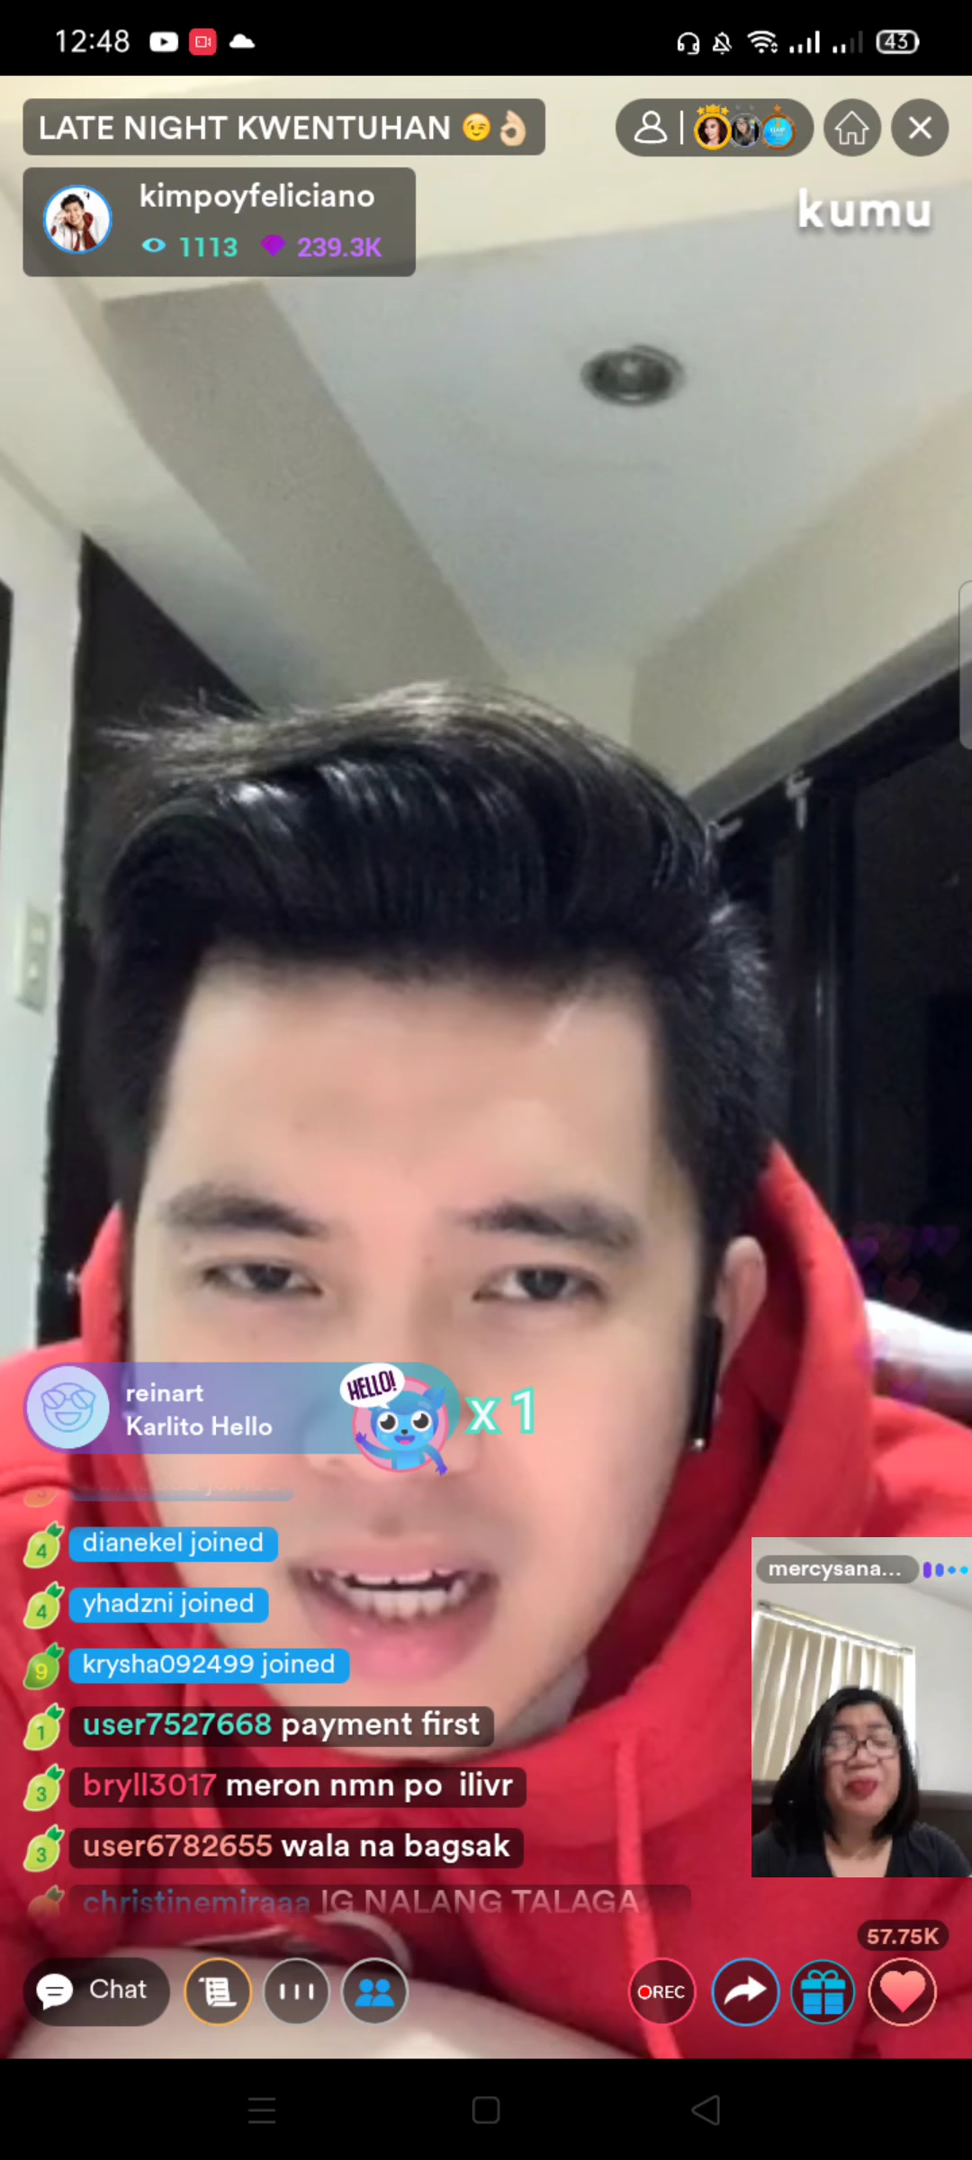 12:48
43
LATE NIGHT KWENTUHAN 😉👌🏼
kimpoyfeliciano
1113 239.3K
kumu
reinart
Karlito Hello
HELLO!
x 1
4 dianekel joined
4 yhadzni joined
9 krysha092499 joined
1 user7527668 payment first
3 bryll3017 meron nmn po ilivr
3 user6782655 wala na bagsak
christinemiraaa IG NALANG TALAGA
mercysana...
57.75K
Chat
REC